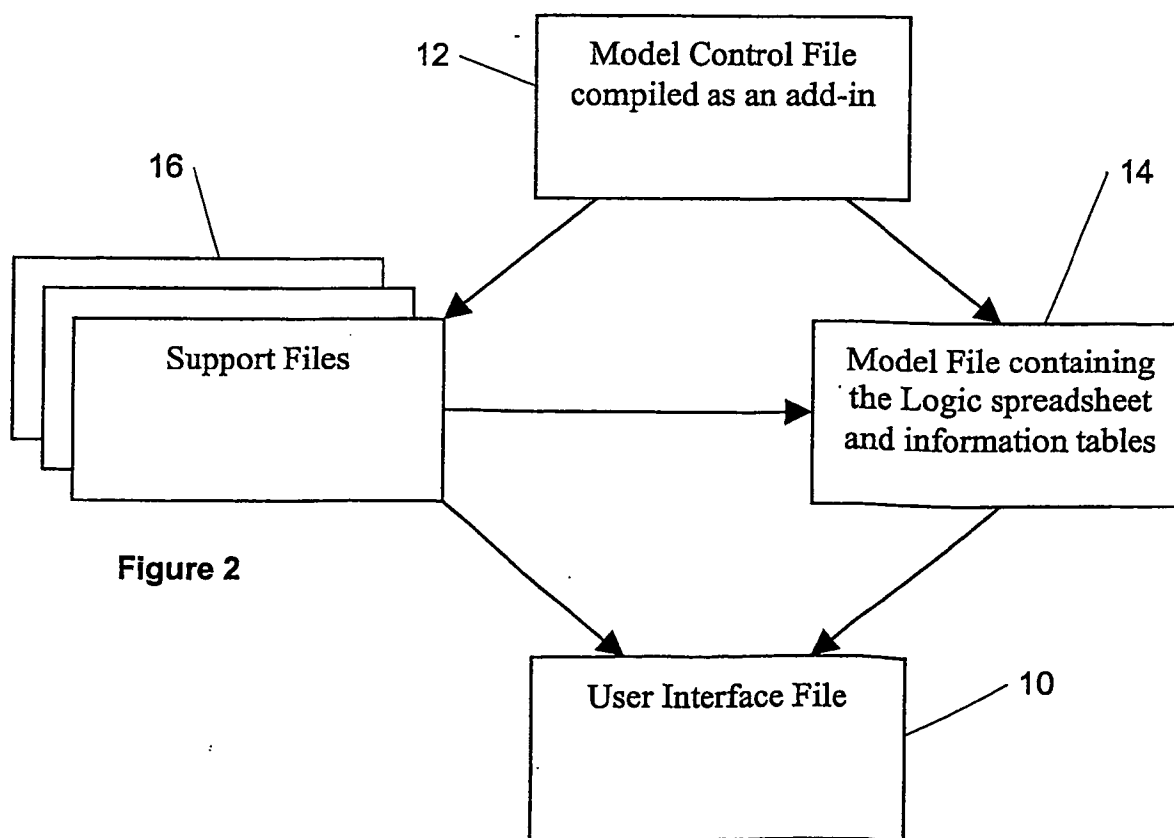 12
Model Control File
compiled as an add-in
16
14
Support Files
Model File containing
the Logic spreadsheet
and information tables
Figure 2
User Interface File
10